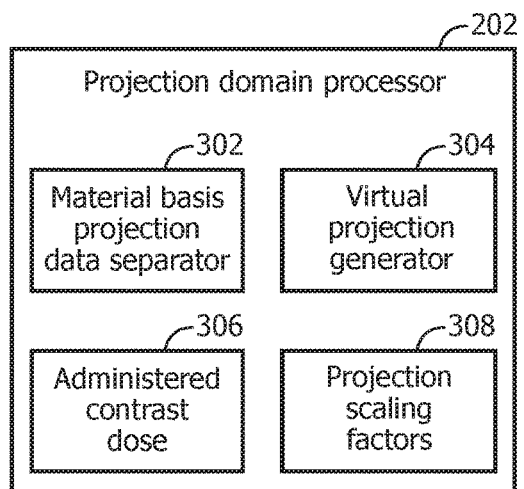 202
Projection domain processor
302
Material basis
projection
data separator
304
Virtual
projection
generator
306
Administered
contrast
dose
308
Projection
scaling
factors